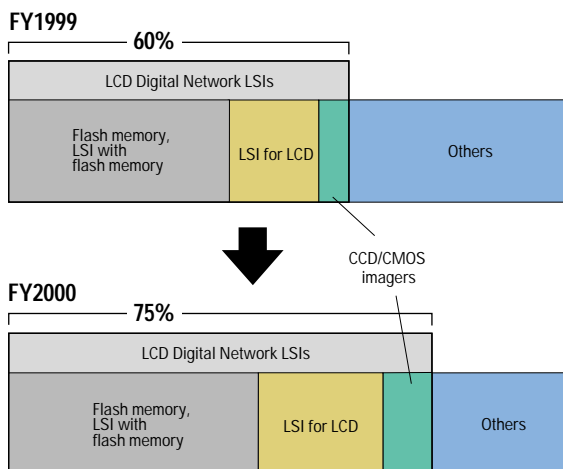 FY1999
60%
LCD Digital Network LSIs
Flash memory,
LSI with
flash memory
LSI for LCD
Others
CCD/CMOS
imagers
FY2000
75%
LCD Digital Network LSIs
Flash memory,
LSI with
flash memory
LSI for LCD
Others